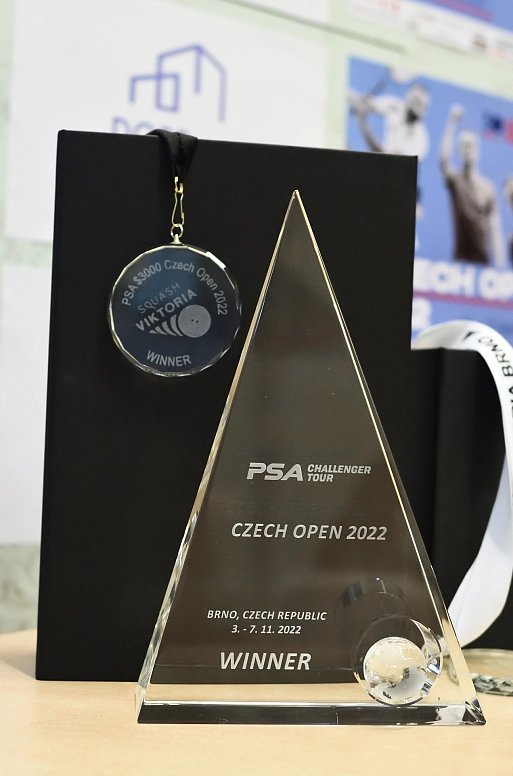 PSA $3000 Czech Open 2022
SQUASH
VIKTORIA
WINNER
PSA CHALLENGER
TOUR
CZECH OPEN 2022
BRNO, CZECH REPUBLIC
3. - 7. 11. 2022
WINNER
BRNO